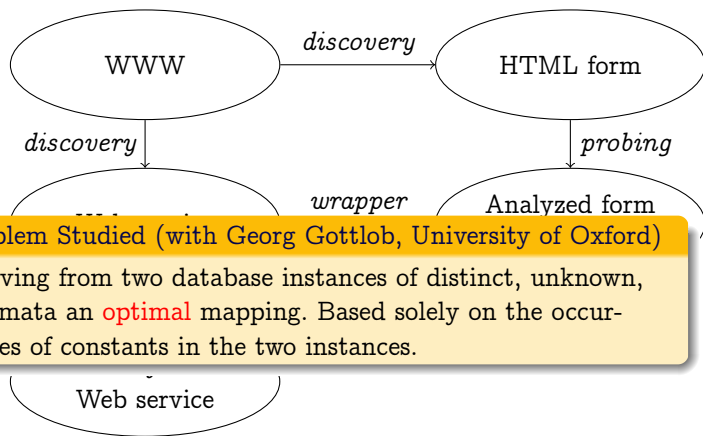 discovery
WWW
HTML form
discovery
probing
wrapper
Analyzed form
blem Studied (with Georg Gottlob, University of Oxford)
ving from two database instances of distinct, unknown,
mata an optimal mapping. Based solely on the occur-
es of constants in the two instances.
Web service